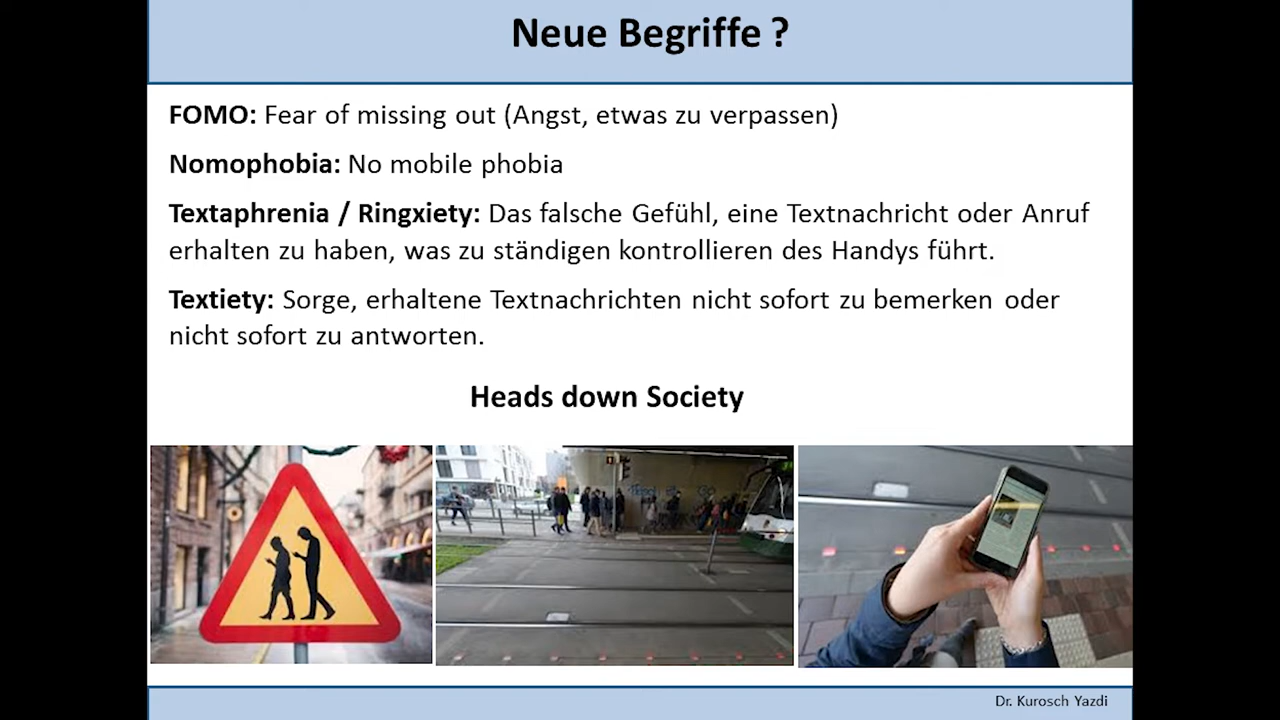 Neue Begriffe ?
FOMO: Fear of missing out (Angst, etwas zu verpassen)
Nomophobia: No mobile phobia
Textaphrenia / Ringxiety: Das falsche Gefühl, eine Textnachricht oder Anruf
erhalten zu haben, was zu ständigen kontrollieren des Handys führt.
Textiety: Sorge, erhaltene Textnachrichten nicht sofort zu bemerken oder
nicht sofort zu antworten.
Heads down Society
Dr. Kurosch Yazdi